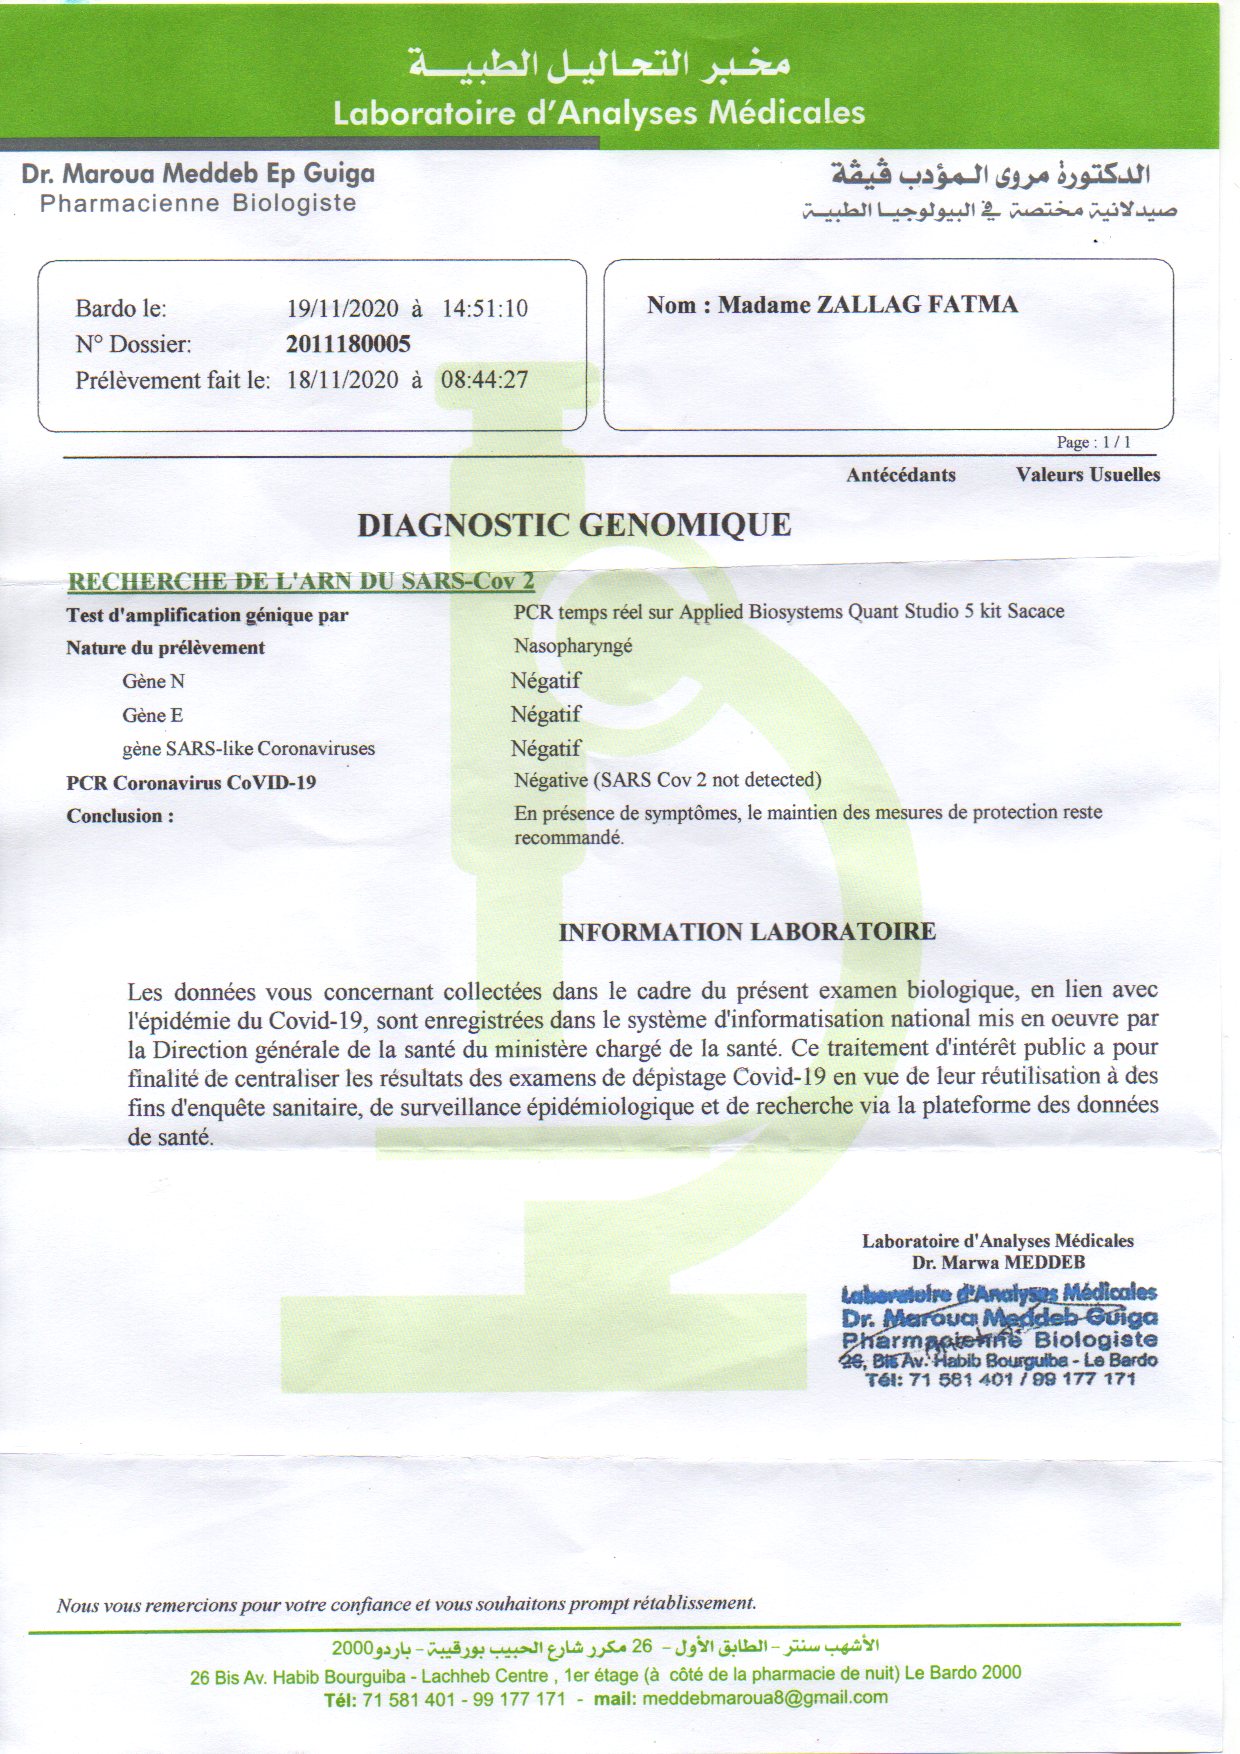 مخبر التحاليل الطبية
Laboratoire d'Analyses Médicales
Dr. Maroua Meddeb Ep Guiga
Pharmacienne Biologiste
الدكتورة مروى المؤدب ڤيڤة
صيدلانية مختصة في البيولوجيا الطبية
Bardo le: 19/11/2020 à 14:51:10
N° Dossier: 2011180005
Prélèvement fait le: 18/11/2020 à 08:44:27
Nom : Madame ZALLAG FATMA
Page : 1 / 1
Antécédants Valeurs Usuelles
DIAGNOSTIC GENOMIQUE
RECHERCHE DE L'ARN DU SARS-Cov 2
Test d'amplification génique par PCR temps réel sur Applied Biosystems Quant Studio 5 kit Sacace
Nature du prélèvement Nasopharyngé
Gène N Négatif
Gène E Négatif
gène SARS-like Coronaviruses Négatif
PCR Coronavirus CoVID-19 Négative (SARS Cov 2 not detected)
Conclusion : En présence de symptômes, le maintien des mesures de protection reste
recommandé.
INFORMATION LABORATOIRE
Les données vous concernant collectées dans le cadre du présent examen biologique, en lien avec
l'épidémie du Covid-19, sont enregistrées dans le système d'informatisation national mis en oeuvre par
la Direction générale de la santé du ministère chargé de la santé. Ce traitement d'intérêt public a pour
finalité de centraliser les résultats des examens de dépistage Covid-19 en vue de leur réutilisation à des
fins d'enquête sanitaire, de surveillance épidémiologique et de recherche via la plateforme des données
de santé.
Laboratoire d'Analyses Médicales
Dr. Marwa MEDDEB
Laboratoire d'Analyses Médicales
Dr. Maroua Meddeb Guiga
Pharmacienne Biologiste
26, Bis Av. Habib Bourguiba - Le Bardo
Tél: 71 581 401 / 99 177 171
Nous vous remercions pour votre confiance et vous souhaitons prompt rétablissement.
الأشهب سنتر - الطابق الأول - 26 مكرر شارع الحبيب بورقيبة - باردو 2000
26 Bis Av. Habib Bourguiba - Lachheb Centre , 1er étage (à côté de la pharmacie de nuit) Le Bardo 2000
Tél: 71 581 401 - 99 177 171 - mail: meddebmaroua8@gmail.com